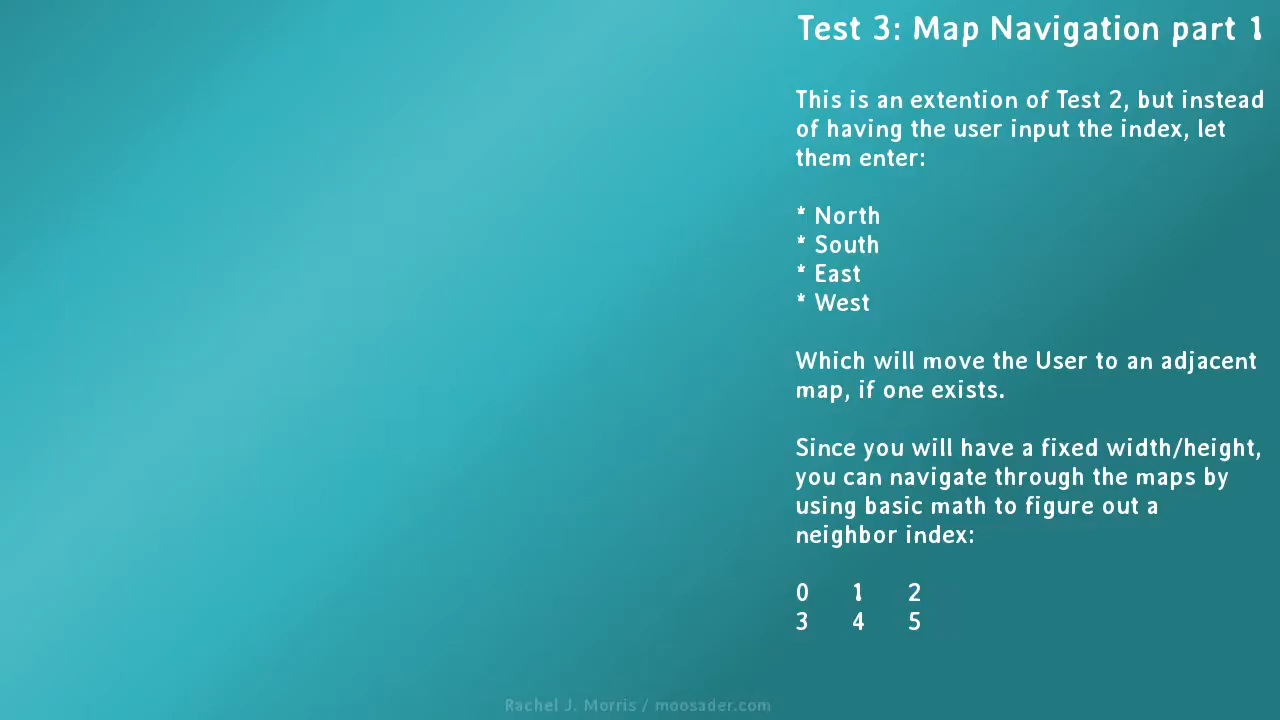 Test 3: Map Navigation part 1
This is an extention of Test 2, but instead
of having the user input the index, let
them enter:
* North
* South
* East
* West
Which will move the User to an adjacent
map, if one exists.
Since you will have a fixed width/height,
you can navigate through the maps by
using basic math to figure out a
neighbor index:
0 1 2
3 4 5
Rachel J. Morris / moosader.com